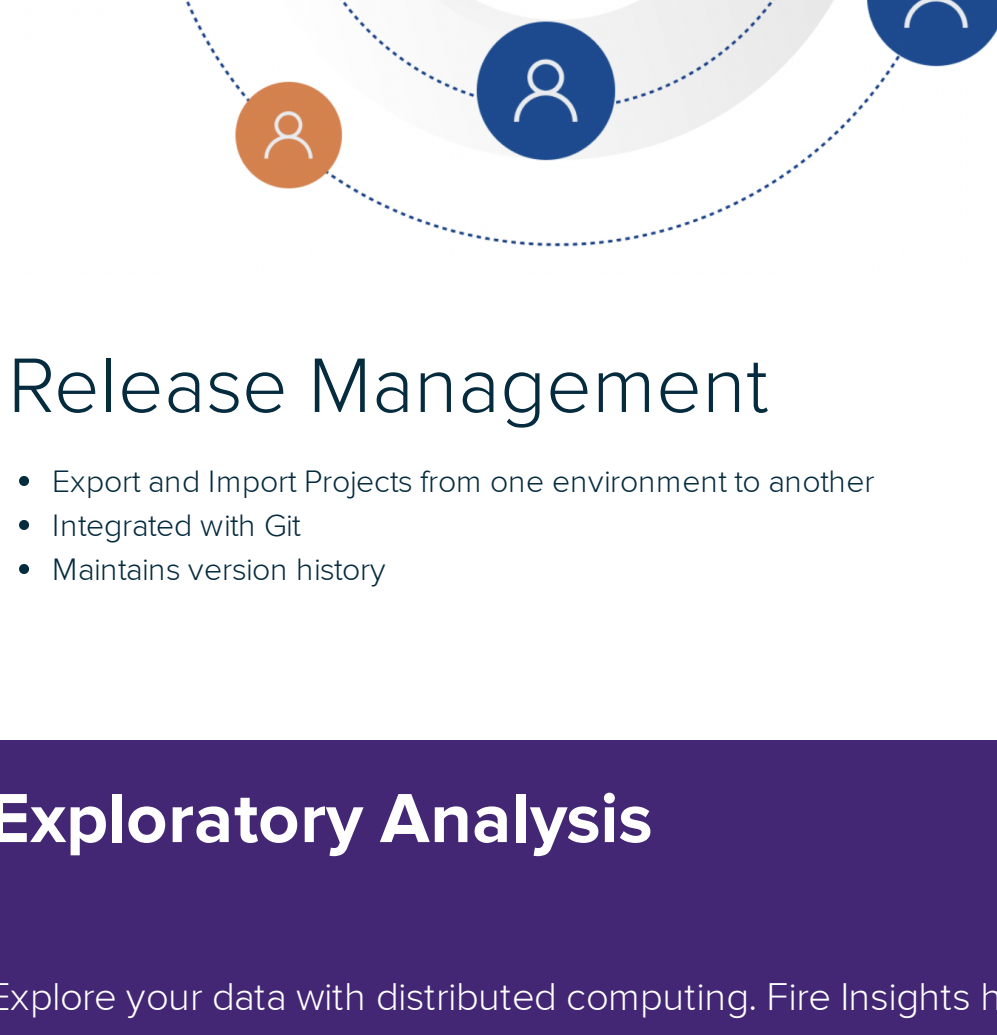 Release Management
Export and Import Projects from one environment to another
Integrated with Git
Maintains version history
Exploratory Analysis
Explore your data with distributed computing. Fire Insights